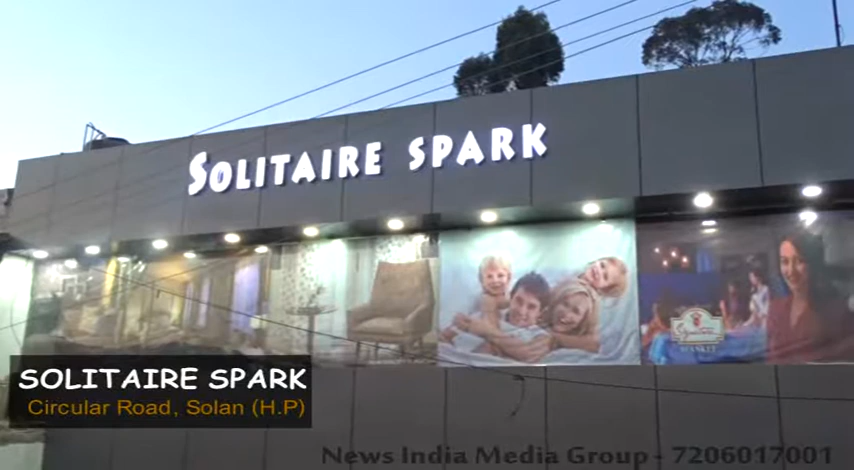 SOLITAIRE SPARK
SOLITAIRE SPARK
Circular Road, Solan (H.P)
News India Media Group - 7206017001